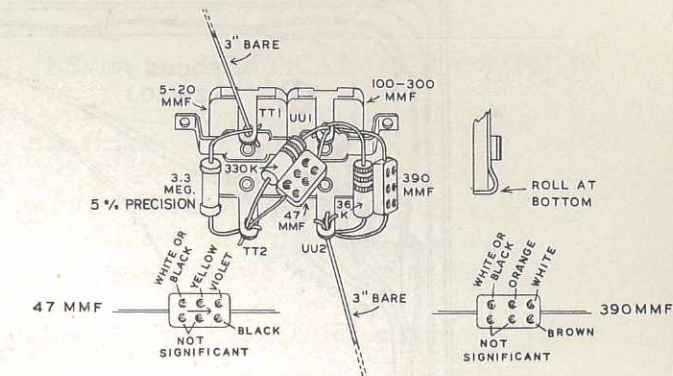 3" BARE
5-20
MMF
TT1
UU1
100-300
MMF
330K
3.3
MEG.
5% PRECISION
47
MMF
36
K
390
MMF
ROLL AT
BOTTOM
TT2
UU2
3" BARE
47 MMF
WHITE OR
BLACK
YELLOW
VIOLET
BLACK
NOT
SIGNIFICANT
WHITE OR
BLACK
ORANGE
WHITE
390MMF
BROWN
NOT
SIGNIFICANT